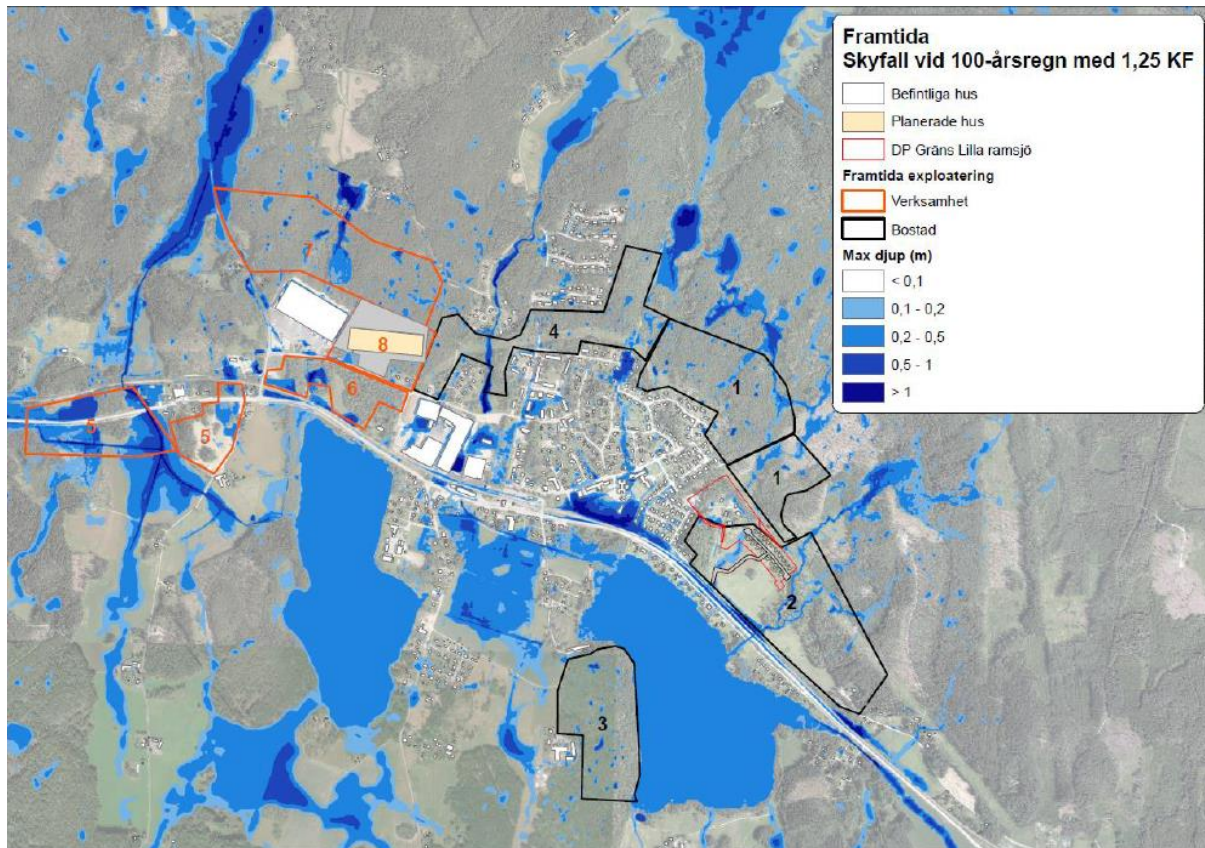 Framtida
Skyfall vid 100-årsregn med 1,25 KF
Befintliga hus
Planerade hus
DP Gräns Lilla ramsjö
Framtida exploatering
Verksamhet
Bostad
Max djup (m)
< 0,1
0,1 - 0,2
0,2 - 0,5
0,5 - 1
> 1
7
4
8
1
6
5
5
1
2
3